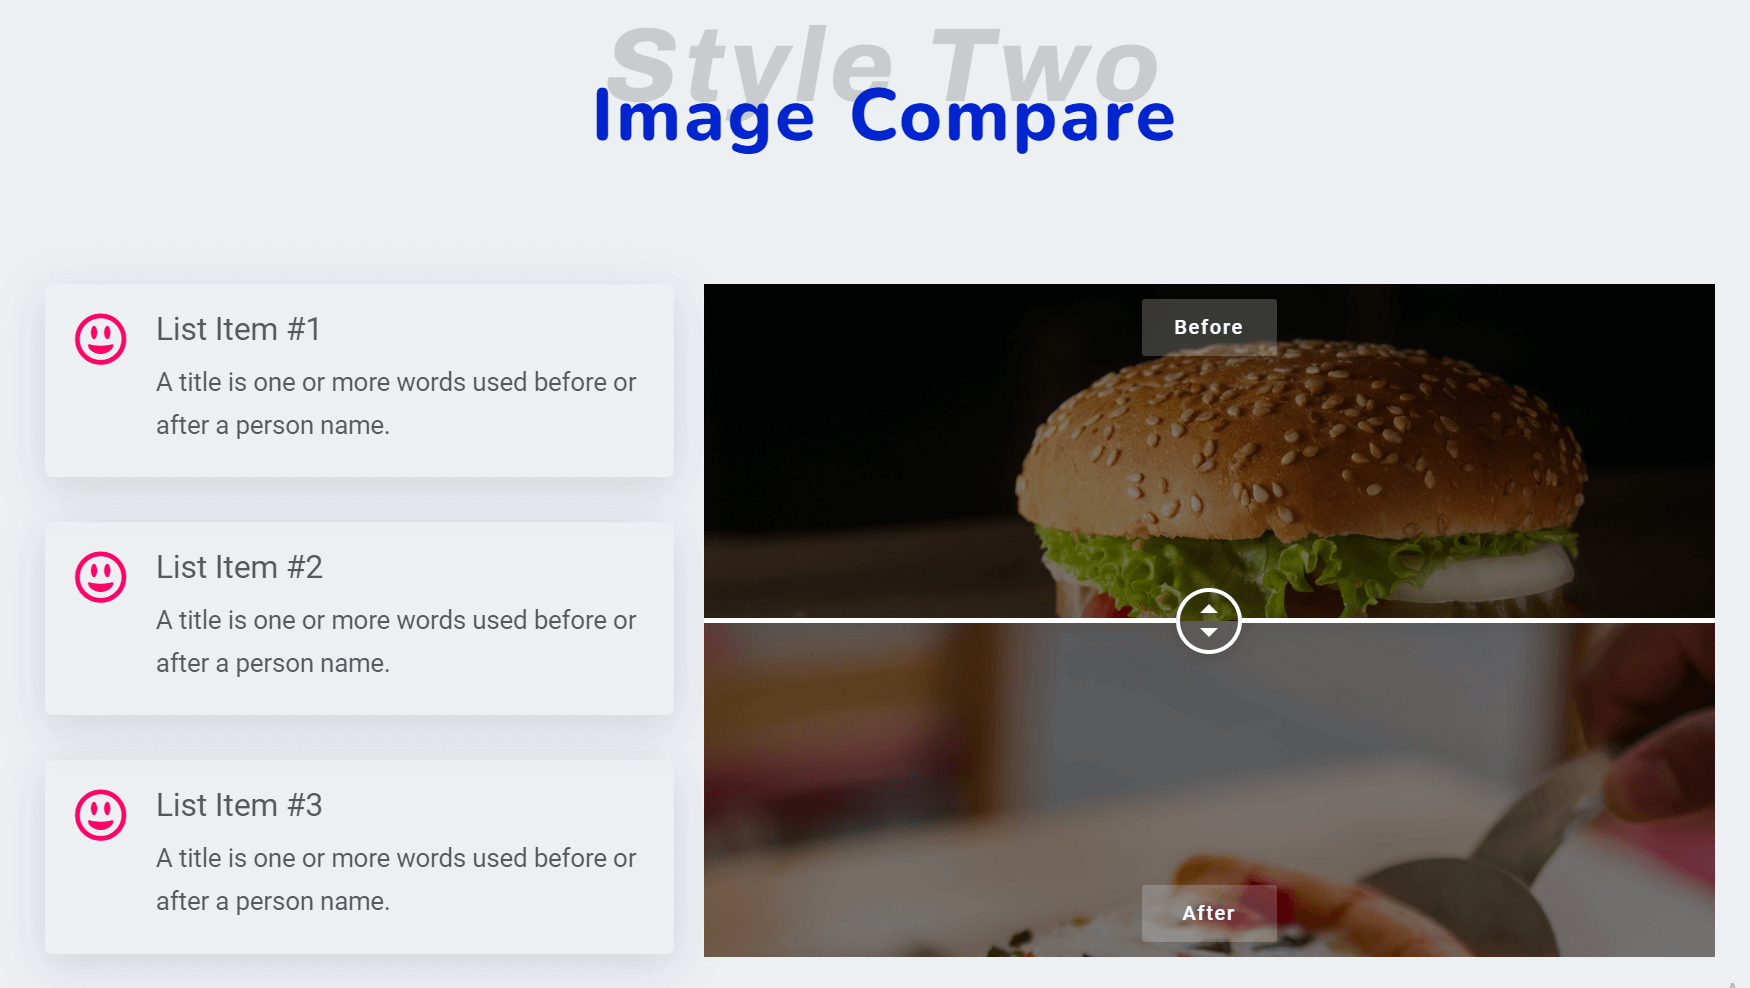 Style Two
Image Compare
List Item #1
A title is one or more words used before or
after a person name.
List Item #2
A title is one or more words used before or
after a person name.
List Item #3
A title is one or more words used before or
after a person name.
Before
After